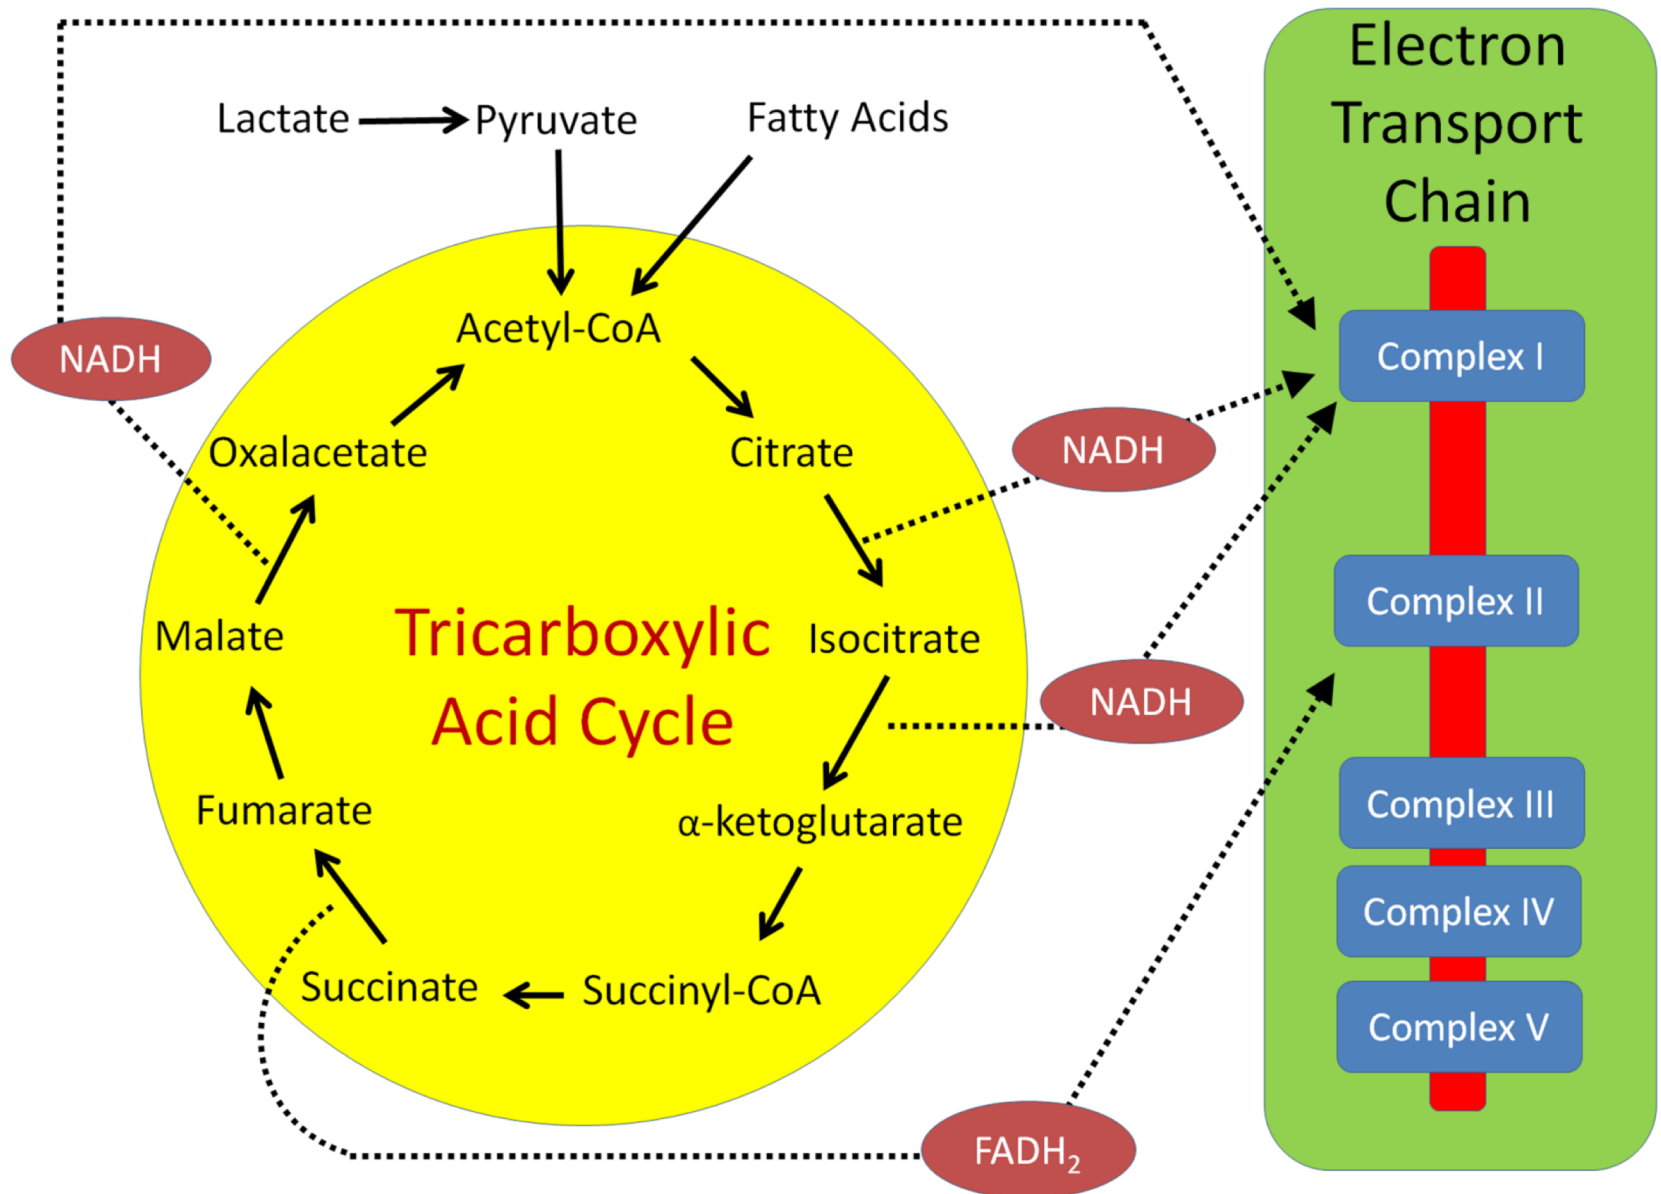 Electron
Transport
Chain
Lactate
Pyruvate
Fatty Acids
Acetyl-CoA
NADH
Complex I
Oxalacetate
Citrate
NADH
Malate
Tricarboxylic
Acid Cycle
Isocitrate
Complex II
NADH
Fumarate
α-ketoglutarate
Complex III
Complex IV
Succinate
Succinyl-CoA
Complex V
FADH₂